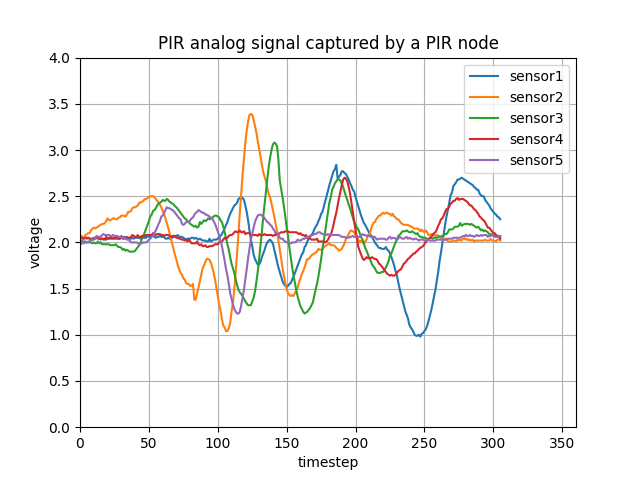 PIR analog signal captured by a PIR node
4.0
3.5
3.0
2.5
2.0
1.5
1.0
0.5
0.0
voltage
sensor1
sensor2
sensor3
sensor4
sensor5
0 50 100 150 200 250 300 350
timestep